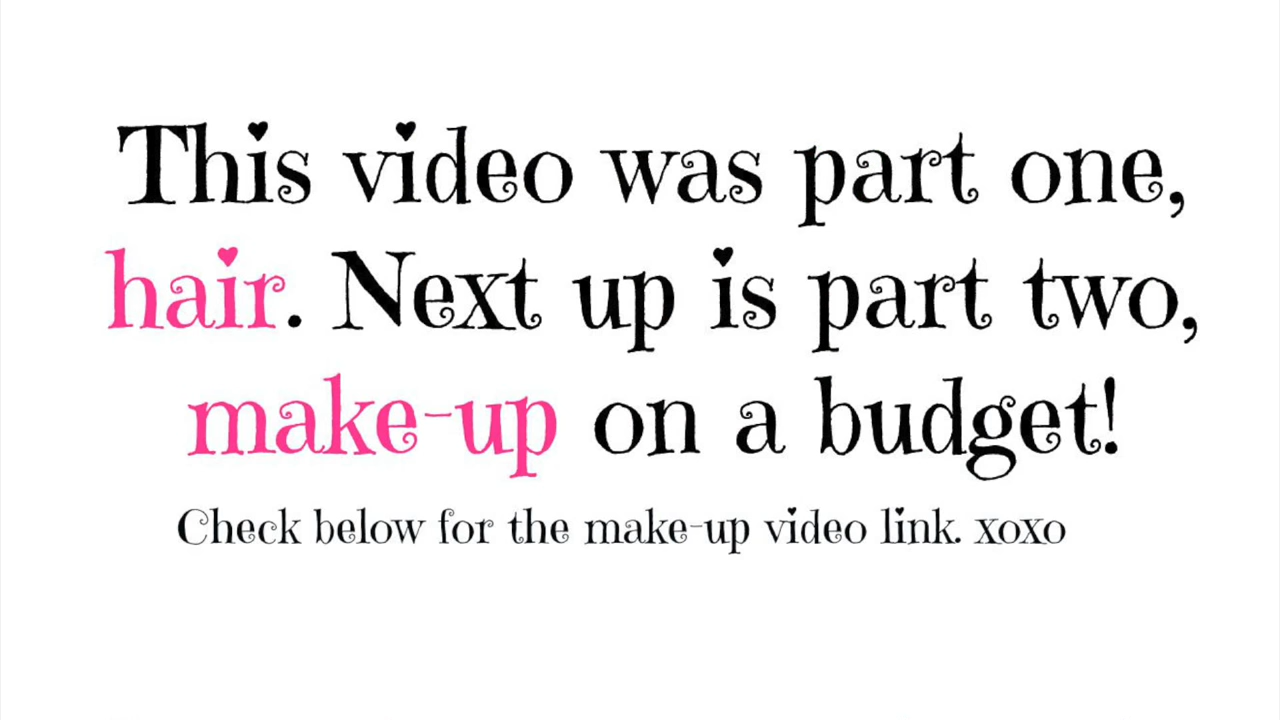 This video was part one,
hair. Next up is part two,
make-up on a budget!
Check below for the make-up video link. xoxo